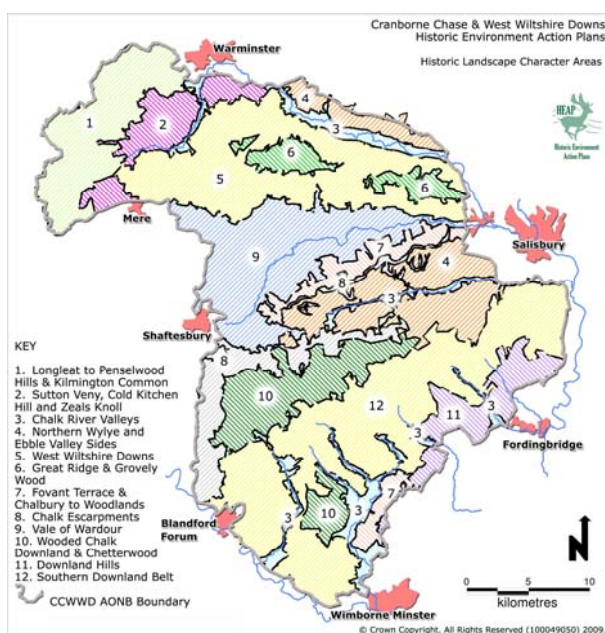 Cranborne Chase & West Wiltshire Downs
Historic Environment Action Plans
Historic Landscape Character Areas
HEAP
Historic Environment
Action Plans
Warminster
4
3
1
2
6
6
5
Mere
7
Salisbury
9
4
8
3
Shaftesbury
8
10
12
11
3
3
Fordingbridge
7
3
10
3
Blandford
Forum
Wimborne Minster
KEY
1. Longleat to Penselwood
Hills & Kilmington Common
2. Sutton Veny, Cold Kitchen
Hill and Zeals Knoll
3. Chalk River Valleys
4. Northern Wylye and
Ebble Valley Sides
5. West Wiltshire Downs
6. Great Ridge & Grovely
Wood
7. Fovant Terrace &
Chalbury to Woodlands
8. Chalk Escarpments
9. Vale of Wardour
10. Wooded Chalk
Downland & Chetterwood
11. Downland Hills
12. Southern Downland Belt
CCWWD AONB Boundary
N
0 5 10
kilometres
© Crown Copyright. All Rights Reserved (100049050) 2009